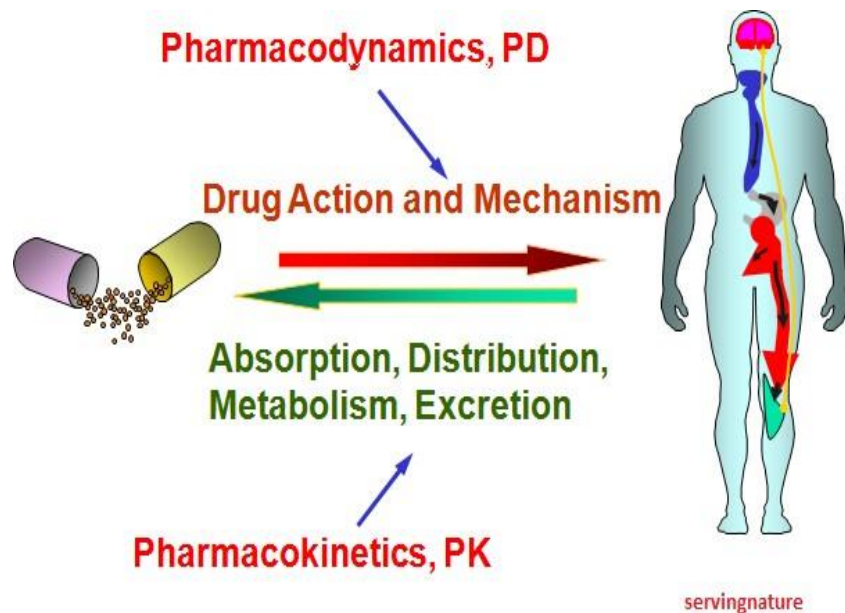 Pharmacodynamics, PD
Drug Action and Mechanism
Absorption, Distribution,
Metabolism, Excretion
Pharmacokinetics, PK
servingnature